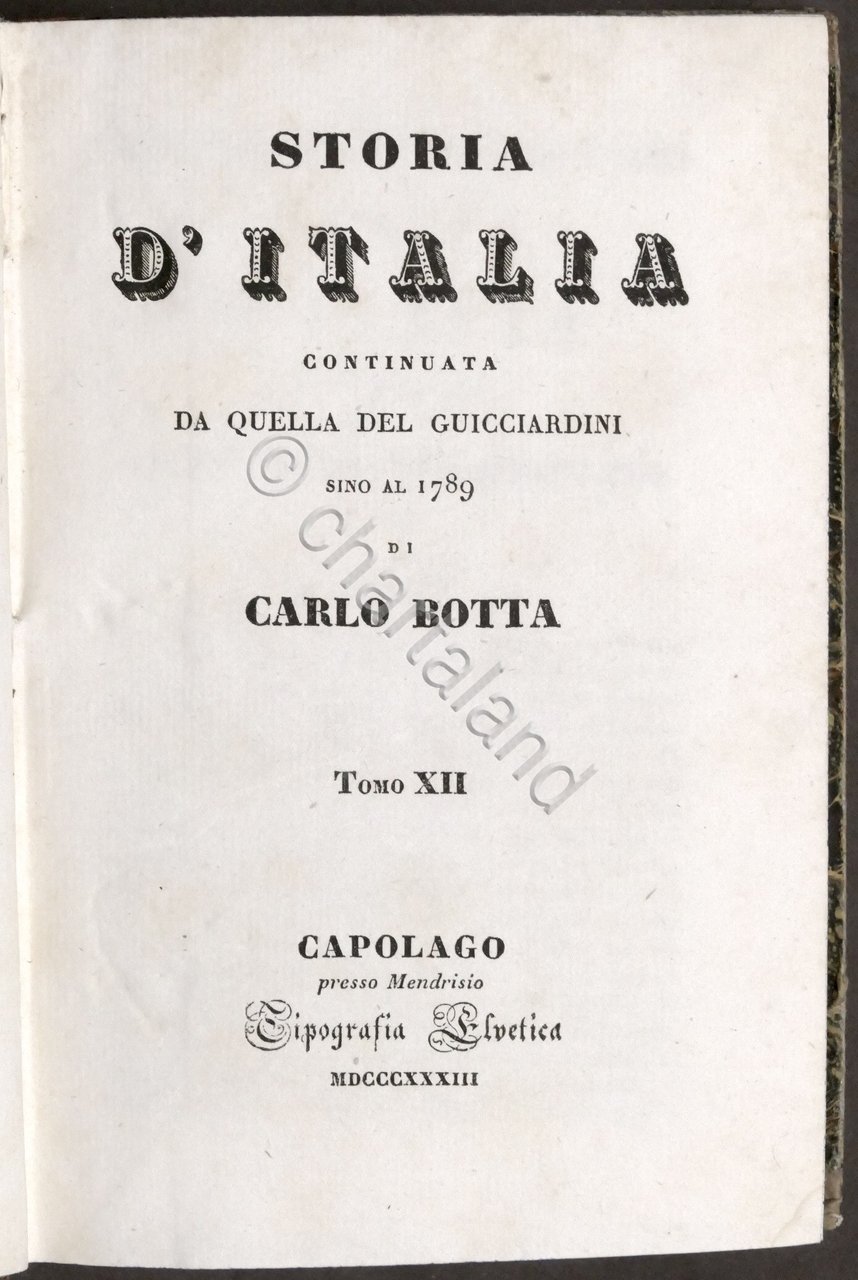 STORIA
D'ITALIA
CONTINUATA
DA QUELLA DEL GUICCIARDINI
SINO AL 1789
DI
CARLO BOTTA
TOMO XII
CAPOLAGO
presso Mendrisio
Tipografia Elvetica
MDCCCXXXIII
© chartaland